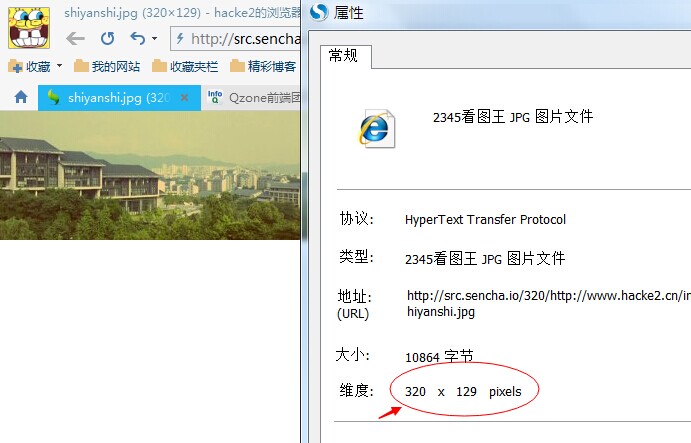 shiyanshi.jpg (320×129) - hacke2的浏览器
http://src.sencha
收藏 我的网站 收藏夹栏 精彩博客
shiyanshi.jpg (320 Qzone前端团
属性
常规
2345看图王 JPG 图片文件
协议: HyperText Transfer Protocol
类型: 2345看图王 JPG 图片文件
地址: http://src.sencha.io/320/http://www.hacke2.cn/in
(URL) hiyanshi.jpg
大小: 10864 字节
维度: 320 x 129 pixels